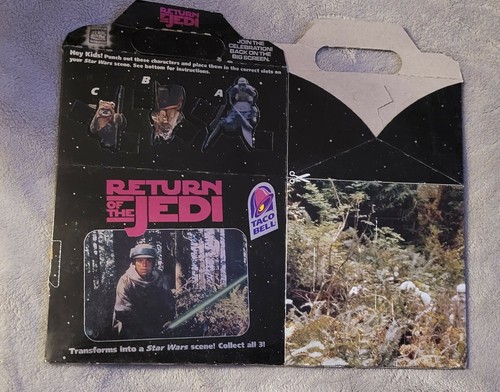 RETURN
OF THE
JEDI
JOIN THE
CELEBRATION!
BACK ON THE
BIG SCREEN.
Hey Kids! Punch out these characters and place them in the correct slots on
your Star Wars scene. See bottom for instructions.
C
B
A
RETURN
OF THE
JEDI
TACO
BELL
Transforms into a Star Wars scene! Collect all 3!